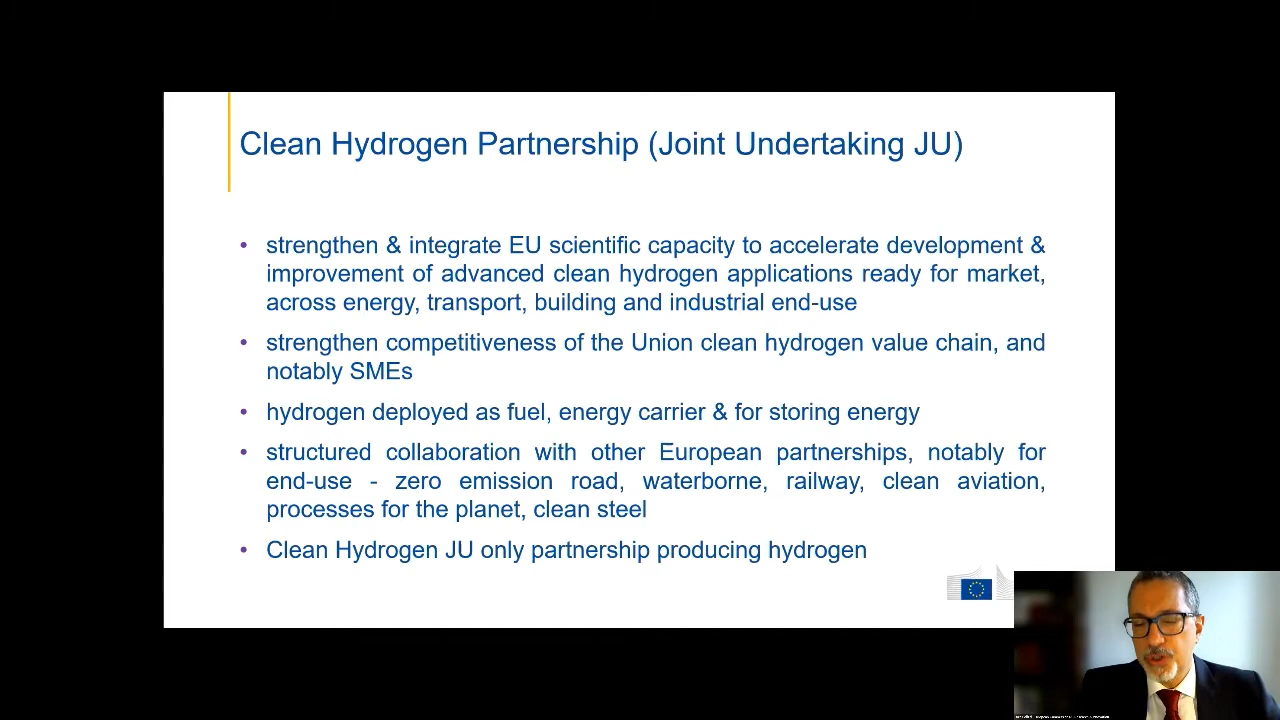 Clean Hydrogen Partnership (Joint Undertaking JU)
• strengthen & integrate EU scientific capacity to accelerate development &
improvement of advanced clean hydrogen applications ready for market,
across energy, transport, building and industrial end-use
• strengthen competitiveness of the Union clean hydrogen value chain, and
notably SMEs
• hydrogen deployed as fuel, energy carrier & for storing energy
• structured collaboration with other European partnerships, notably for
end-use - zero emission road, waterborne, railway, clean aviation,
processes for the planet, clean steel
• Clean Hydrogen JU only partnership producing hydrogen